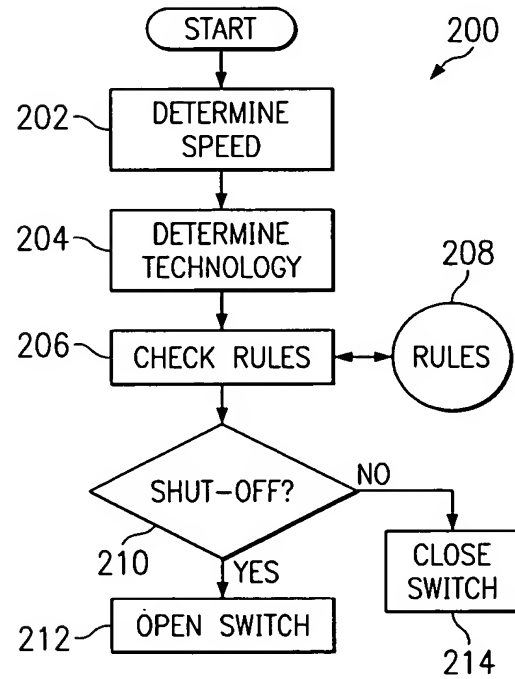 START
200
202
DETERMINE
SPEED
204
DETERMINE
TECHNOLOGY
208
206
CHECK RULES
RULES
SHUT-OFF?
NO
210
YES
CLOSE
SWITCH
212
OPEN SWITCH
214